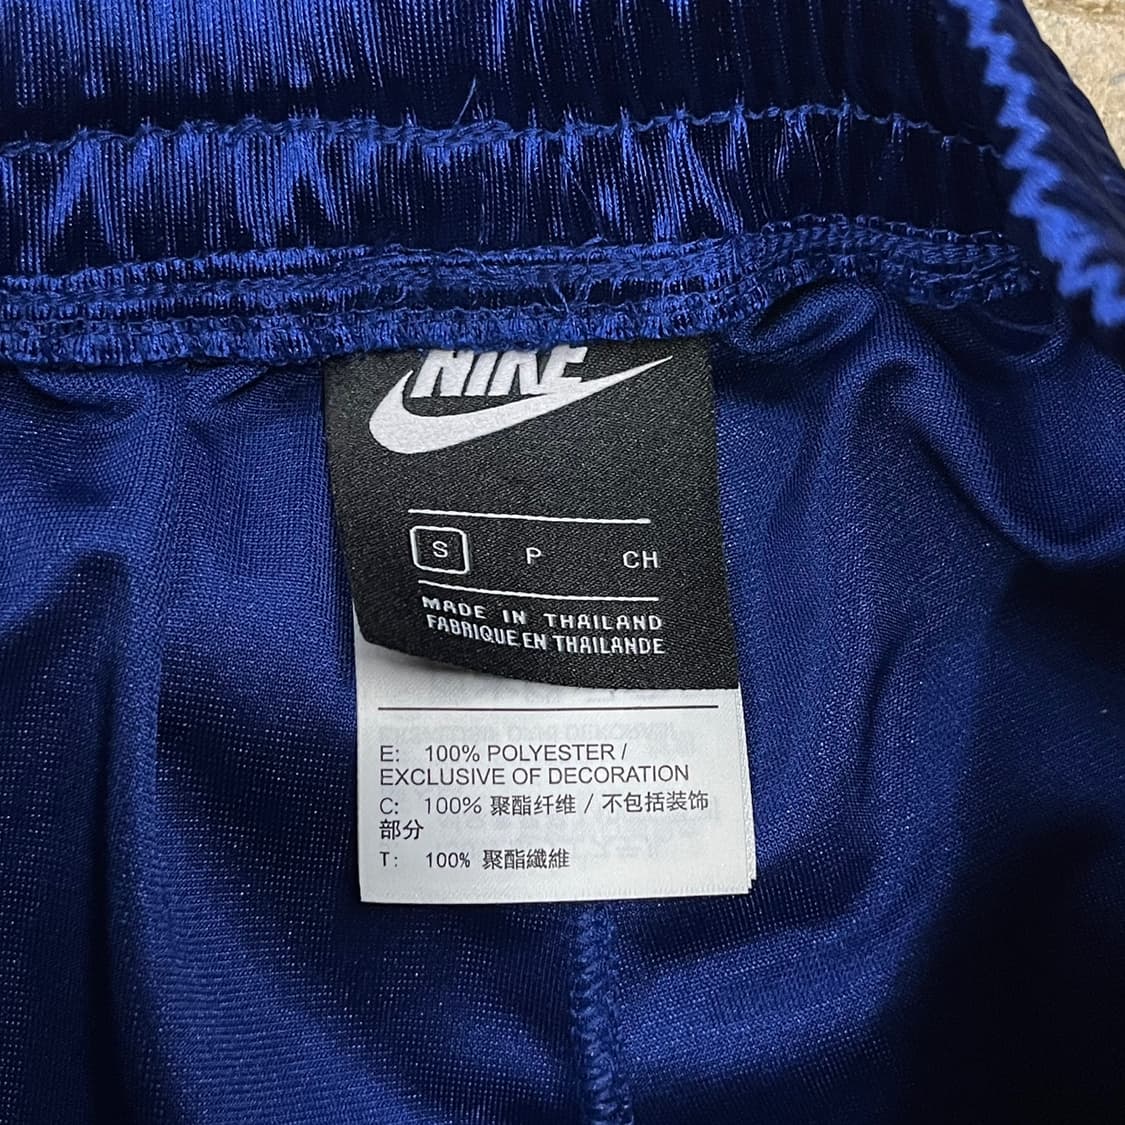 NIKE
S P CH
MADE IN THAILAND
FABRIQUE EN THAILANDE
E: 100% POLYESTER /
EXCLUSIVE OF DECORATION
C: 100% 聚酯纤维 / 不包括装饰
部分
T: 100% 聚酯纖維